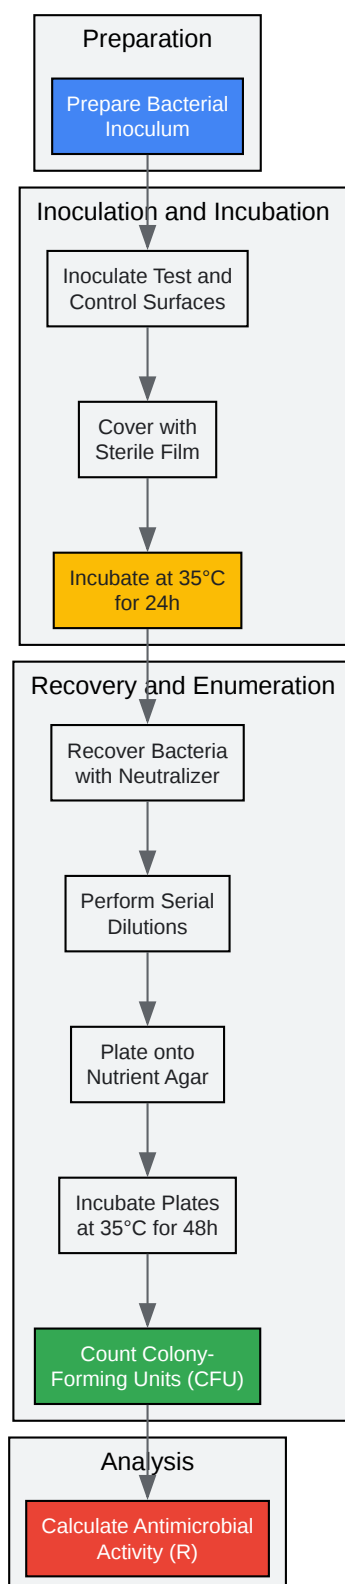 Preparation
Prepare Bacterial
Inoculum
Inoculation and Incubation
Inoculate Test and
Control Surfaces
Cover with
Sterile Film
Incubate at 35°C
for 24h
Recovery and Enumeration
Recover Bacteria
with Neutralizer
Perform Serial
Dilutions
Plate onto
Nutrient Agar
Incubate Plates
at 35°C for 48h
Count Colony-
Forming Units (CFU)
Analysis
Calculate Antimicrobial
Activity (R)